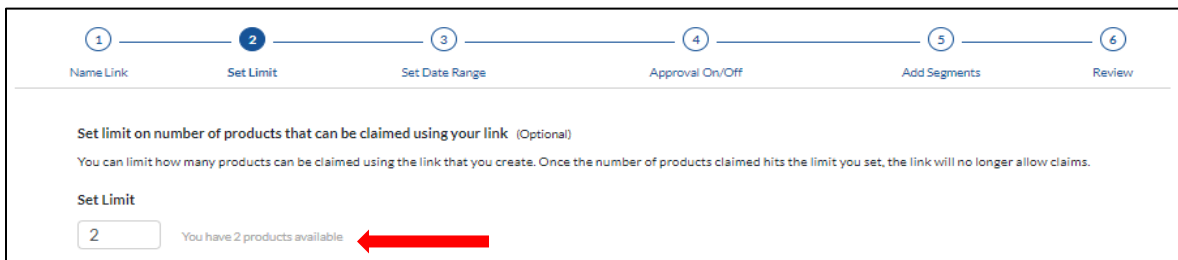 1 2 3 4 5 6
Name Link Set Limit Set Date Range Approval On/Off Add Segments Review
Set limit on number of products that can be claimed using your link (Optional)
You can limit how many products can be claimed using the link that you create. Once the number of products claimed hits the limit you set, the link will no longer allow claims.
Set Limit
2 You have 2 products available